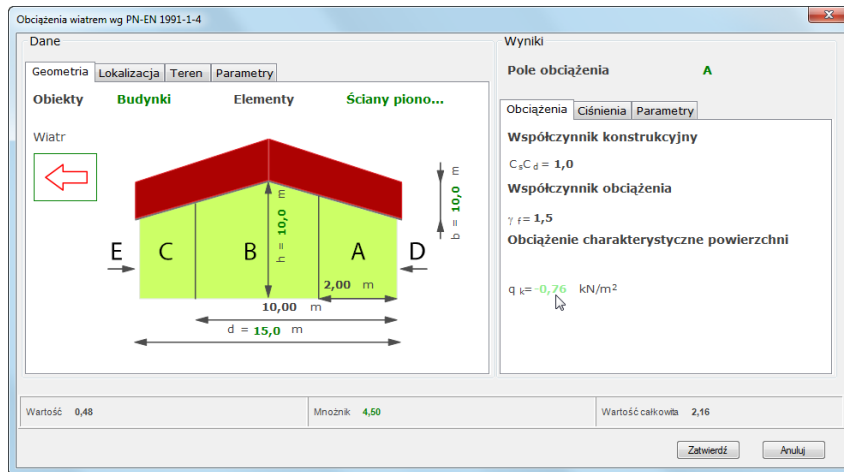 Obciążenia wiatrem wg PN-EN 1991-1-4
Dane
Geometria Lokalizacja Teren Parametry
Obiekty Budynki Elementy Ściany piono...
Wiatr
E C B A D
h = 10,0 m
b = 10,0 m
2,00 m
10,00 m
d = 15,0 m
Wyniki
Pole obciążenia A
Obciążenia Ciśnienia Parametry
Współczynnik konstrukcyjny
CsCd = 1,0
Współczynnik obciążenia
γf = 1,5
Obciążenie charakterystyczne powierzchni
qk=-0,76 kN/m²
Wartość 0,48 Mnożnik 4,50 Wartość całkowita 2,16
Zatwierdź Anuluj